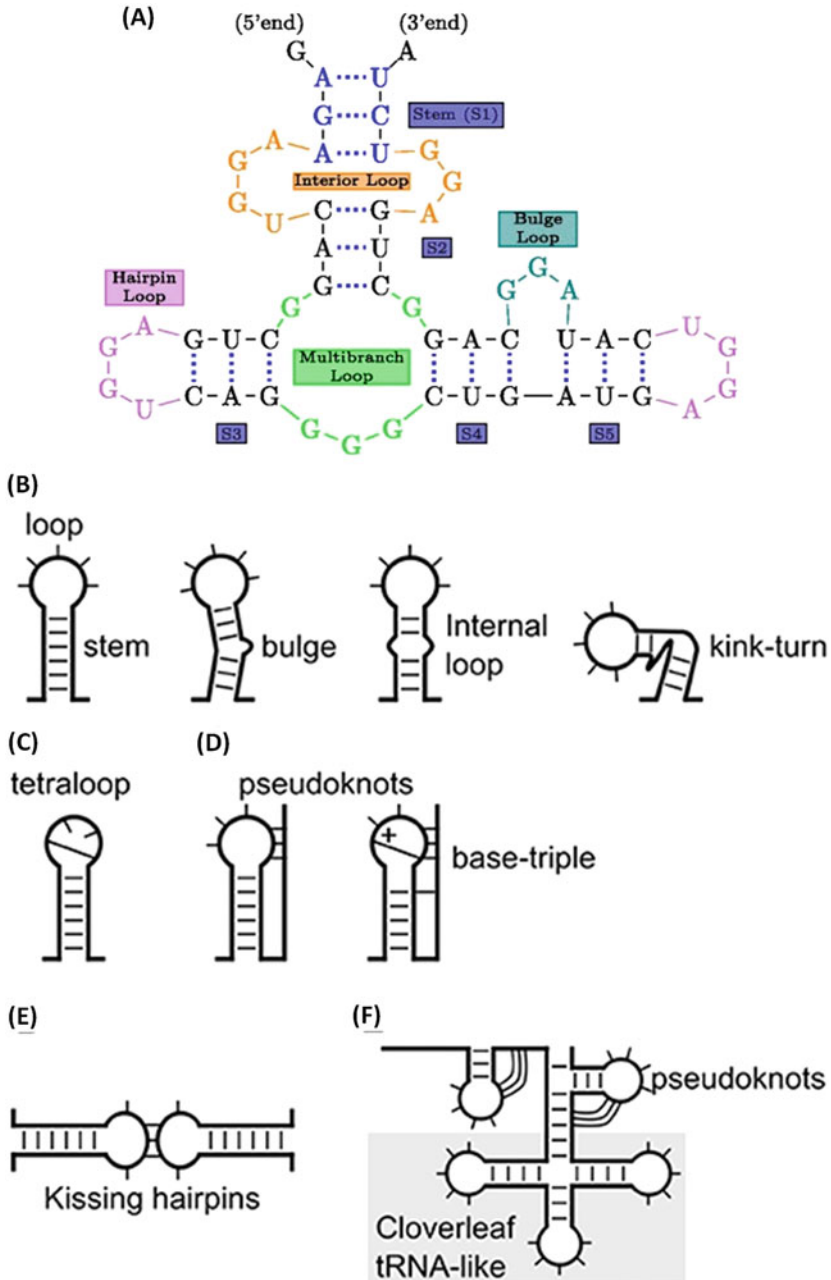 (A)
(5'end) (3'end)
G A
A U
G C Stem (S1)
A U
A G
G G
Interior Loop
G A
U C G
S2
A U
Bulge
Loop
G C
G A
G
Hairpin
Loop
G G
A G U C G A C U A C U
G G
Multibranch
Loop
G G
U C A G C U G A U G A
G G G
S3 S4 S5
(B)
loop
stem
bulge
Internal
loop
kink-turn
(C) (D)
tetraloop pseudoknots
+
base-triple
(E) (F)
pseudoknots
Kissing hairpins
Cloverleaf
tRNA-like